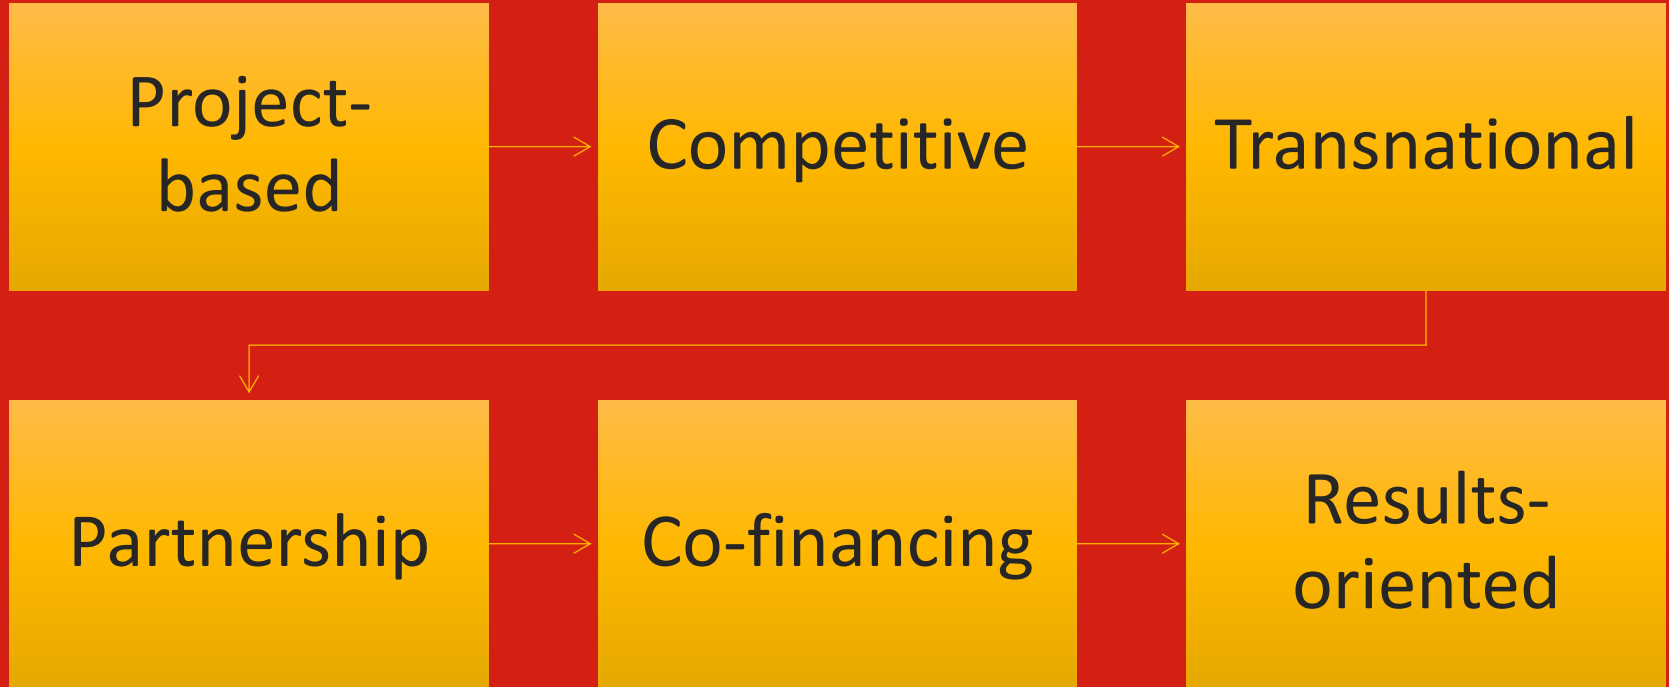 Project-
based
Competitive
Transnational
Partnership
Co-financing
Results-
oriented